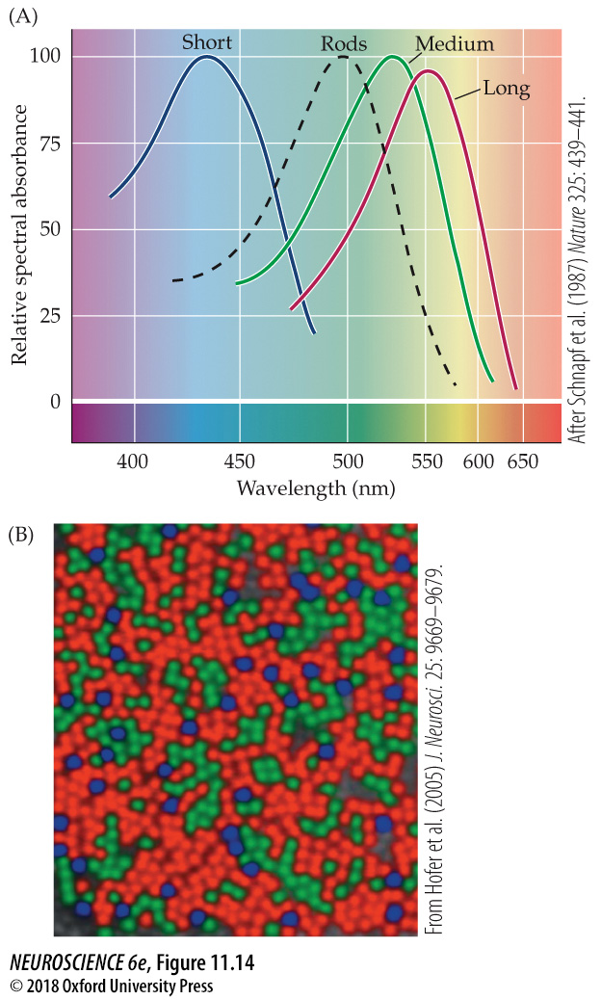 (A)
Short
Rods
Medium
Long
100
75
50
25
0
Relative spectral absorbance
400
450
500
550
600
650
Wavelength (nm)
After Schnapf et al. (1987) Nature 325: 439–441.
(B)
From Hofer et al. (2005) J. Neurosci. 25: 9669–9679.
NEUROSCIENCE 6e, Figure 11.14
© 2018 Oxford University Press